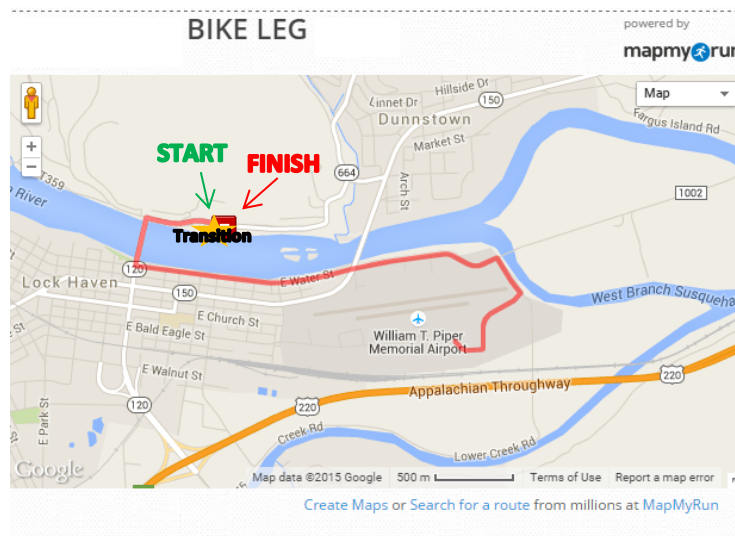 BIKE LEG
powered by
mapmyrun
Map
Hillside Dr
Linnet Dr
150
Dunnstown
Fargus Island Rd
Market St
+
−
START
FINISH
T359
664
Arch St
1002
River
Transition
120
E Water St
Lock Haven
150
West Branch Susqueha
E Church St
E Bald Eagle St
William T. Piper
Memorial Airport
E Walnut St
220
Appalachian Throughway
120
220
E Park St
Creek Rd
Lower Creek Rd
Google
Map data ©2015 Google
500 m
Terms of Use
Report a map error
Create Maps or Search for a route from millions at MapMyRun